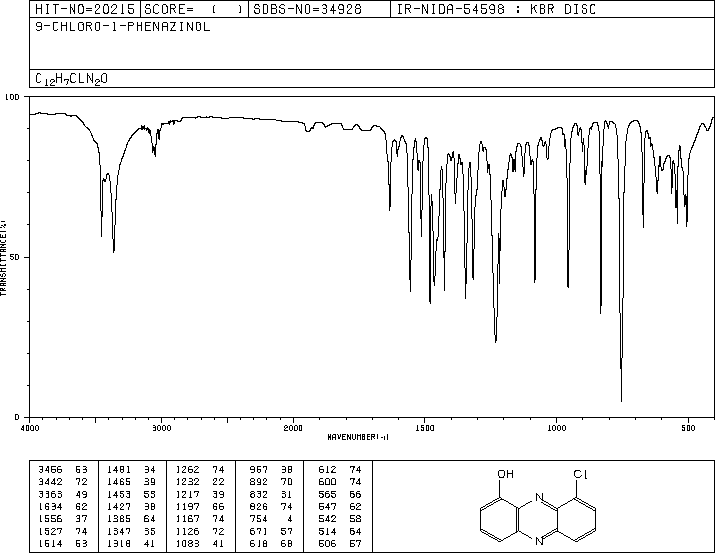 HIT-NO=20215 SCORE= ( ) SDBS-NO=34928 IR-NIDA-54598 : KBR DISC
9-CHLORO-1-PHENAZINOL
C12H7CLN2O
100
50
0
TRANSMITTANCE(%)
4000 3000 2000 1500 1000 500
WAVENUMBER(-1)
3456 53 1481 34 1262 74 957 38 612 74
3442 72 1465 39 1232 22 892 70 600 74
3363 49 1453 55 1217 39 832 31 565 66
1634 62 1427 38 1197 66 826 74 547 62
1556 37 1385 64 1167 74 754 4 542 58
1527 74 1347 35 1126 72 671 57 514 64
1514 53 1318 41 1083 41 618 68 506 57
OH
Cl
N
N